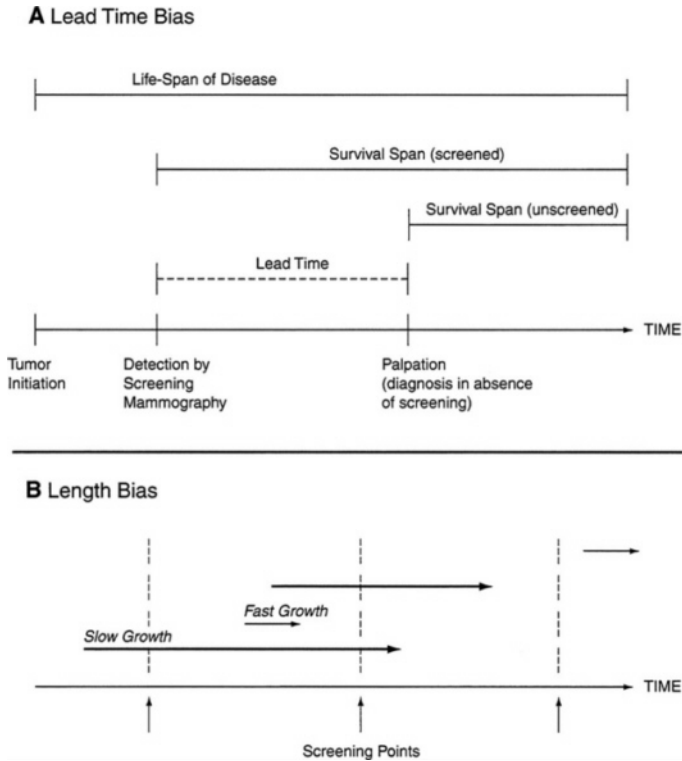 A Lead Time Bias
Life-Span of Disease
Survival Span (screened)
Survival Span (unscreened)
Lead Time
TIME
Tumor
Initiation
Detection by
Screening
Mammography
Palpation
(diagnosis in absence
of screening)
B Length Bias
Fast Growth
Slow Growth
TIME
Screening Points